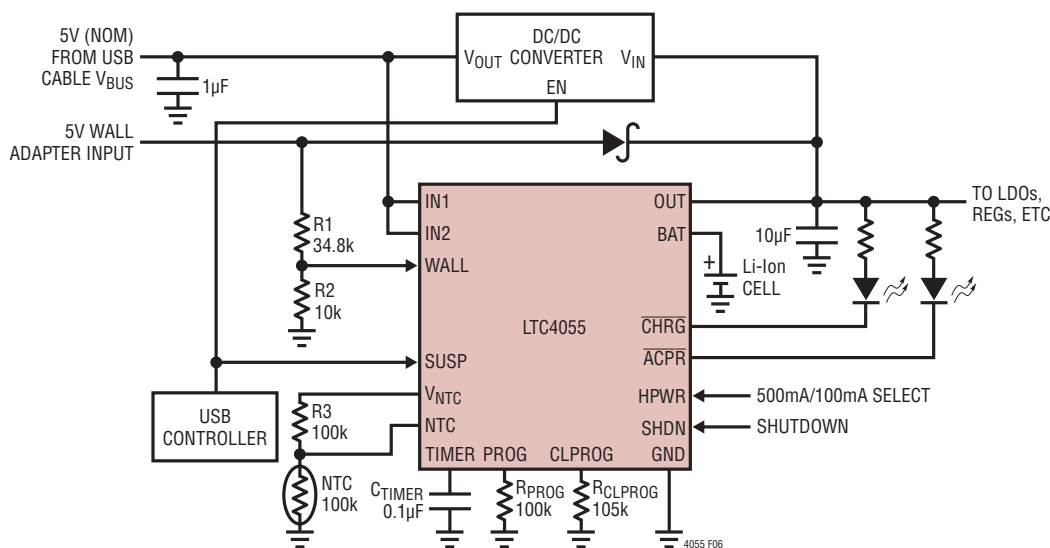 5V (NOM)
FROM USB
CABLE VBUS
1µF
DC/DC
CONVERTER
VOUT
VIN
EN
5V WALL
ADAPTER INPUT
R1
34.8k
R2
10k
IN1
IN2
WALL
SUSP
VNTC
NTC
TIMER
PROG
CLPROG
GND
OUT
BAT
CHRG
ACPR
HPWR
SHDN
LTC4055
10µF
+
Li-Ion
CELL
TO LDOs,
REGs, ETC
500mA/100mA SELECT
SHUTDOWN
USB
CONTROLLER
R3
100k
NTC
100k
CTIMER
0.1µF
RPROG
100k
RCLPROG
105k
4055 F06